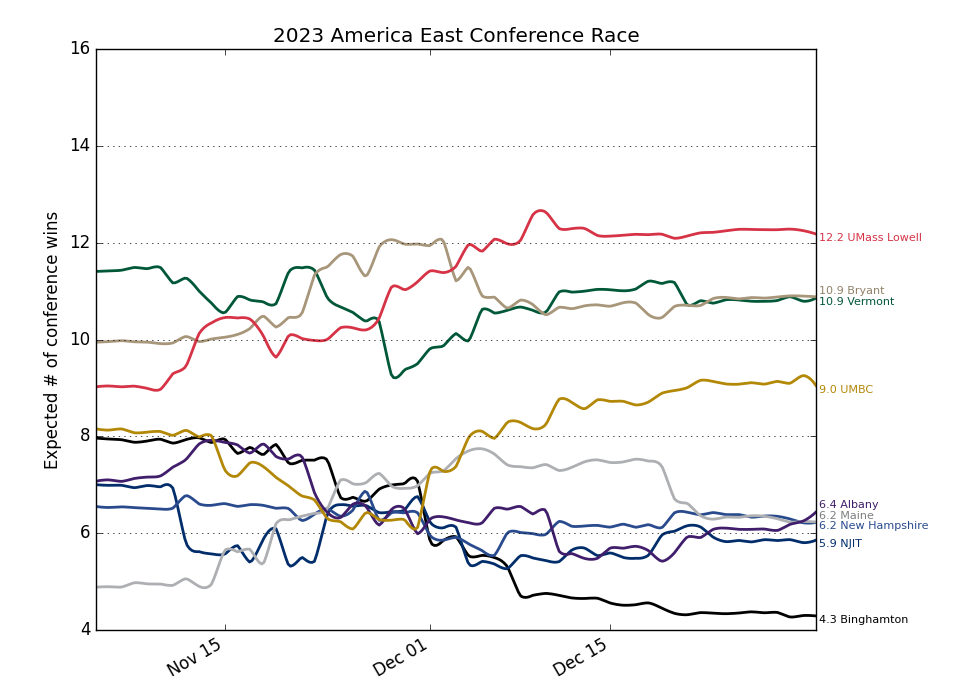 2023 America East Conference Race
Expected # of conference wins
16
14
12
10
8
6
4
Nov 15
Dec 01
Dec 15
12.2 UMass Lowell
10.9 Bryant
10.9 Vermont
9.0 UMBC
6.4 Albany
6.2 Maine
6.2 New Hampshire
5.9 NJIT
4.3 Binghamton